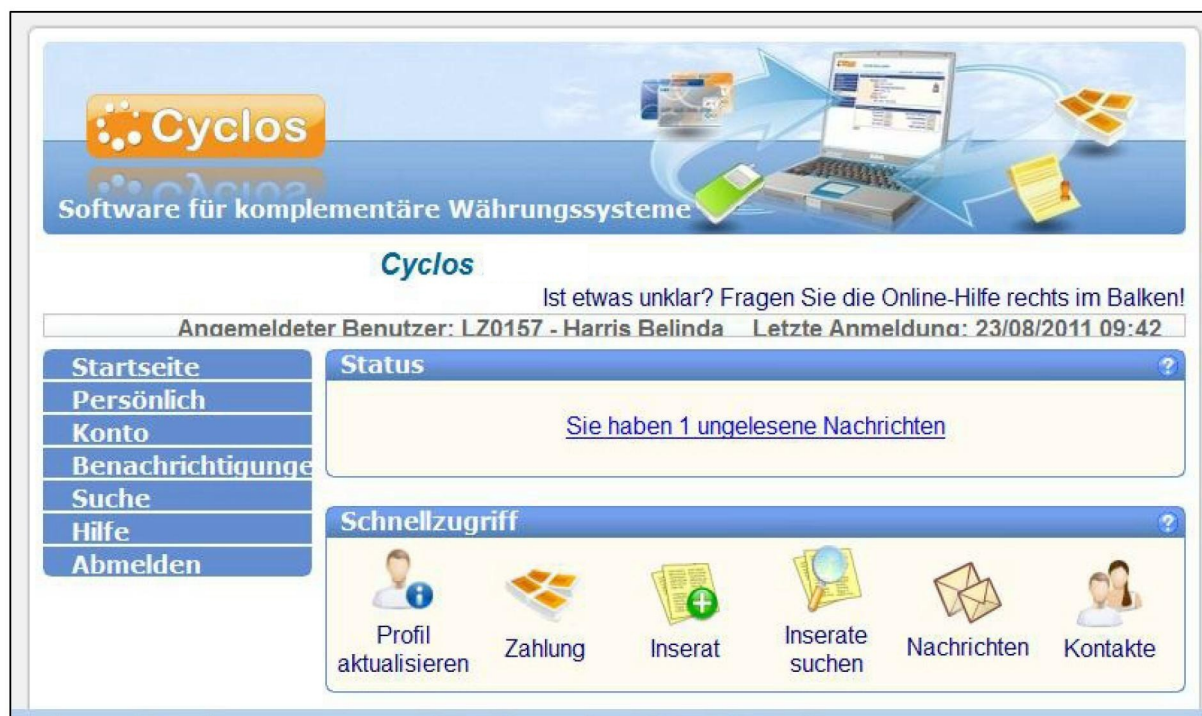 Cyclos
Software für komplementäre Währungssysteme
Cyclos
Ist etwas unklar? Fragen Sie die Online-Hilfe rechts im Balken!
Angemeldeter Benutzer: LZ0157 - Harris Belinda Letzte Anmeldung: 23/08/2011 09:42
Startseite
Persönlich
Konto
Benachrichtigunge
Suche
Hilfe
Abmelden
Status
Sie haben 1 ungelesene Nachrichten
Schnellzugriff
Profil
aktualisieren
Zahlung
Inserat
Inserate
suchen
Nachrichten
Kontakte